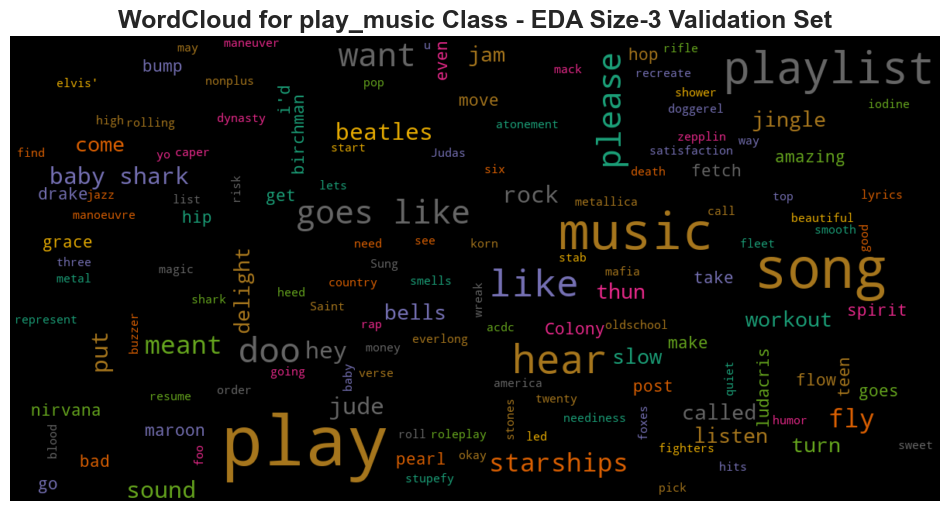 WordCloud for play_music Class - EDA Size-3 Validation Set
may maneuver want u even jam hop rifle playlist
elvis' bump nonplus i'd pop mack please recreate
shower iodine
high rolling dynasty birchman beatles move atonement doggerel jingle
find come yo caper start Judas zepplin satisfaction way amazing
baby shark risk lets six death fetch
drake jazz list get goes like rock metallica call top lyrics
manoeuvre hip music beautiful smooth
grace need see korn stab fleet good song
three metal magic delight Sung smells like mafia take
shark heed country wreak thun
represent buzzer Saint bells Colony oldschool workout spirit
put meant doo hey rap everlong acdc hear slow make
going money baby verse america post quiet ludacris flow teen goes
nirvana resume order jude stones twenty foxes called humor fly
blood maroon play roll roleplay led neediness listen turn sweet
bad foo pearl okay starships fighters hits
go sound stupefy pick